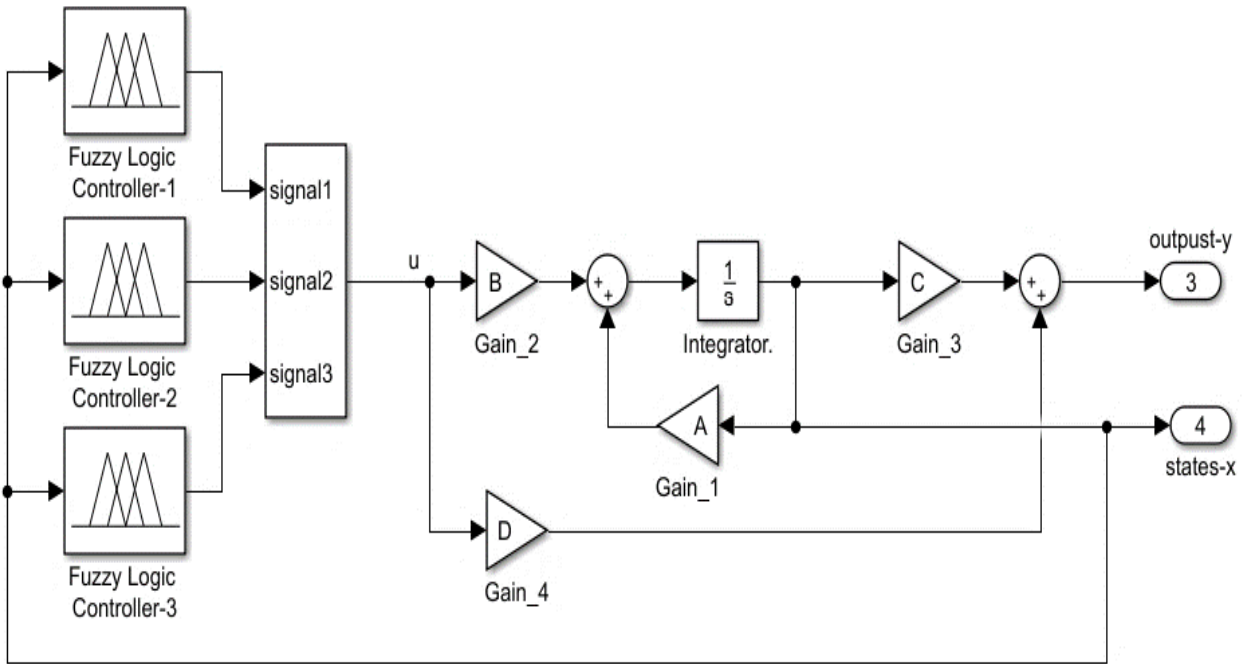 Fuzzy Logic
Controller-1
signal1
signal2
signal3
Fuzzy Logic
Controller-2
Fuzzy Logic
Controller-3
u
B
Gain_2
+
+
1
s
Integrator.
C
Gain_3
+
+
outpust-y
3
A
Gain_1
4
states-x
D
Gain_4